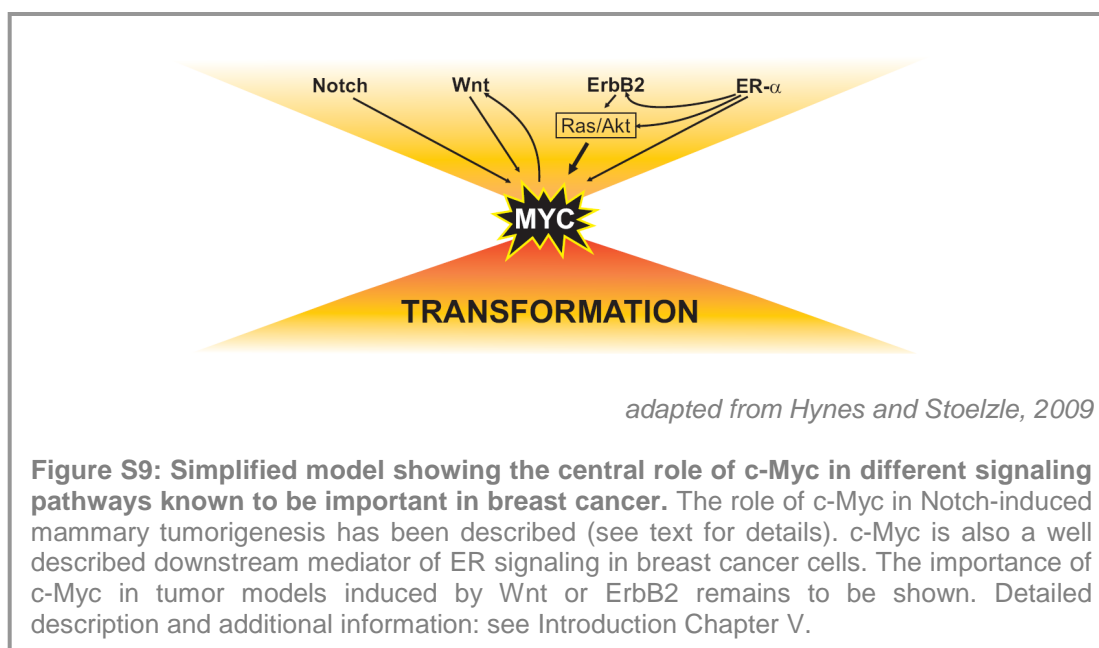 Notch Wnt ErbB2 ER-α
Ras/Akt
MYC
TRANSFORMATION
adapted from Hynes and Stoelzle, 2009
Figure S9: Simplified model showing the central role of c-Myc in different signaling
pathways known to be important in breast cancer. The role of c-Myc in Notch-induced
mammary tumorigenesis has been described (see text for details). c-Myc is also a well
described downstream mediator of ER signaling in breast cancer cells. The importance of
c-Myc in tumor models induced by Wnt or ErbB2 remains to be shown. Detailed
description and additional information: see Introduction Chapter V.